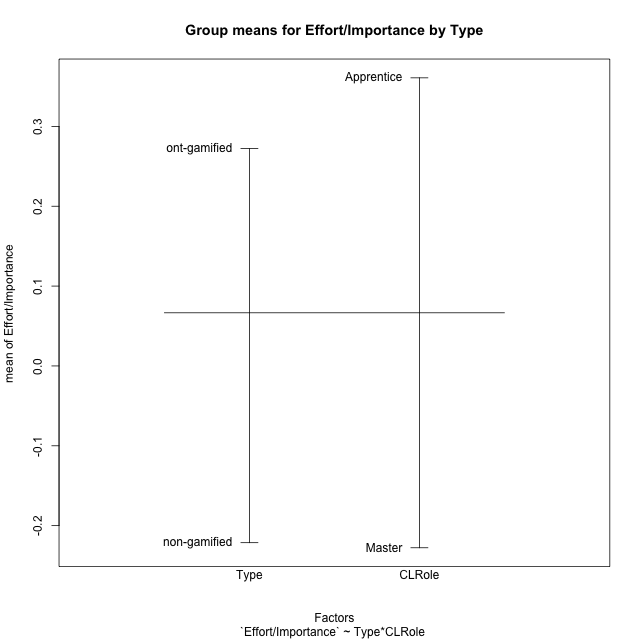 Group means for Effort/Importance by Type
mean of Effort/Importance
0.3
0.2
0.1
0.0
-0.1
-0.2
Apprentice
ont-gamified
non-gamified
Master
Type CLRole
Factors
`Effort/Importance` ~ Type*CLRole